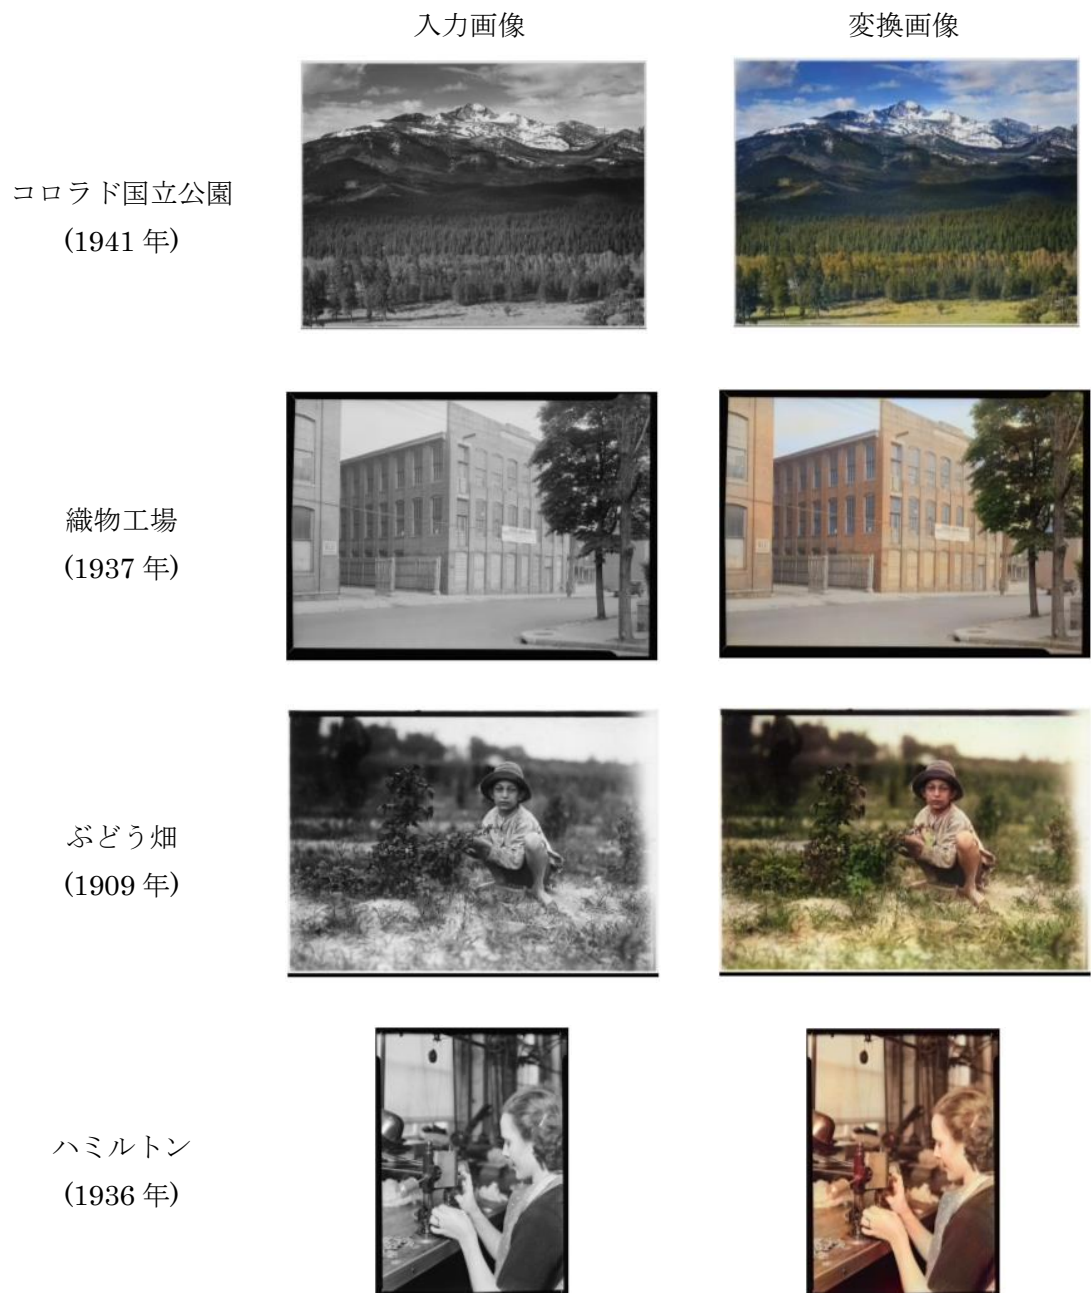 入力画像
変換画像
コロラド国立公園
(1941 年)
織物工場
(1937 年)
ぶどう畑
(1909 年)
ハミルトン
(1936 年)